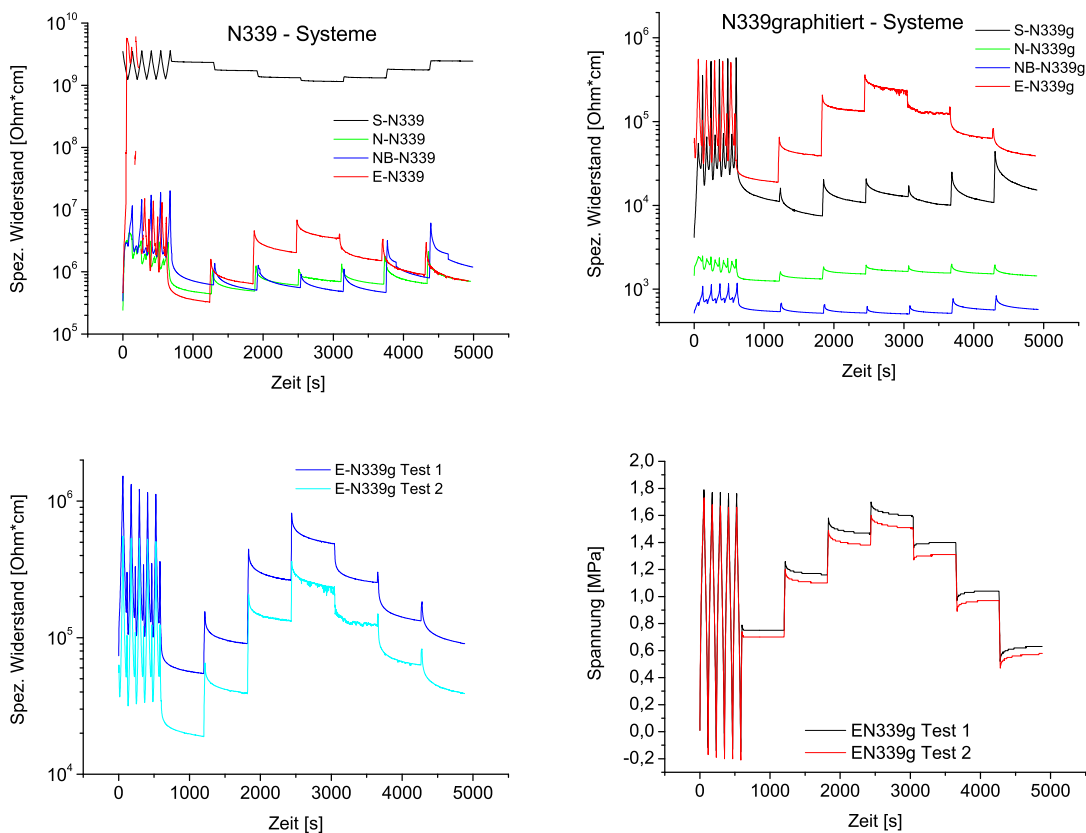 N339 - Systeme
10^10
10^9
10^8
10^7
10^6
10^5
Spez. Widerstand [Ohm*cm]
S-N339
N-N339
NB-N339
E-N339
0 1000 2000 3000 4000 5000
Zeit [s]
N339graphitiert - Systeme
10^6
10^5
10^4
10^3
Spez. Widerstand [Ohm*cm]
S-N339g
N-N339g
NB-N339g
E-N339g
0 1000 2000 3000 4000 5000
Zeit [s]
10^6
10^5
10^4
Spez. Widerstand [Ohm*cm]
E-N339g Test 1
E-N339g Test 2
0 1000 2000 3000 4000 5000
Zeit [s]
2,0
1,8
1,6
1,4
1,2
1,0
0,8
0,6
0,4
0,2
0,0
-0,2
Spannung [MPa]
EN339g Test 1
EN339g Test 2
0 1000 2000 3000 4000 5000
Zeit [s]